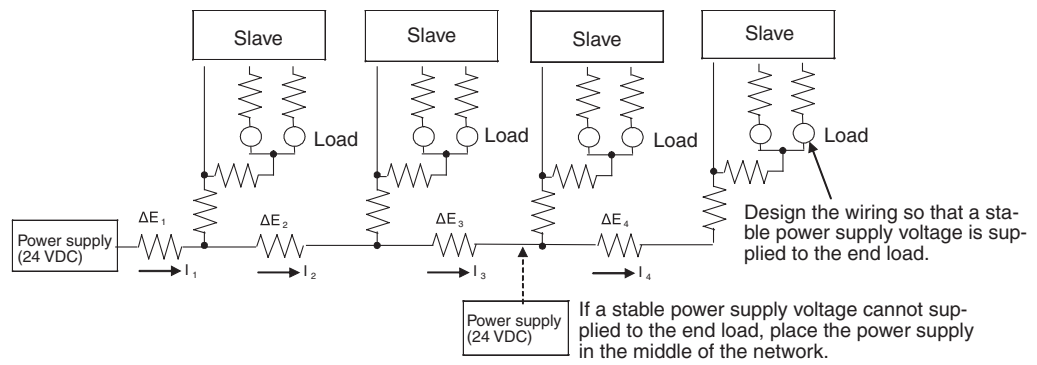 Slave
Slave
Slave
Slave
Load
Load
Load
Load
ΔE₁
ΔE₂
ΔE₃
ΔE₄
Power supply
(24 VDC)
I₁
I₂
I₃
I₄
Design the wiring so that a sta-
ble power supply voltage is sup-
plied to the end load.
Power supply
(24 VDC)
If a stable power supply voltage cannot sup-
plied to the end load, place the power supply
in the middle of the network.